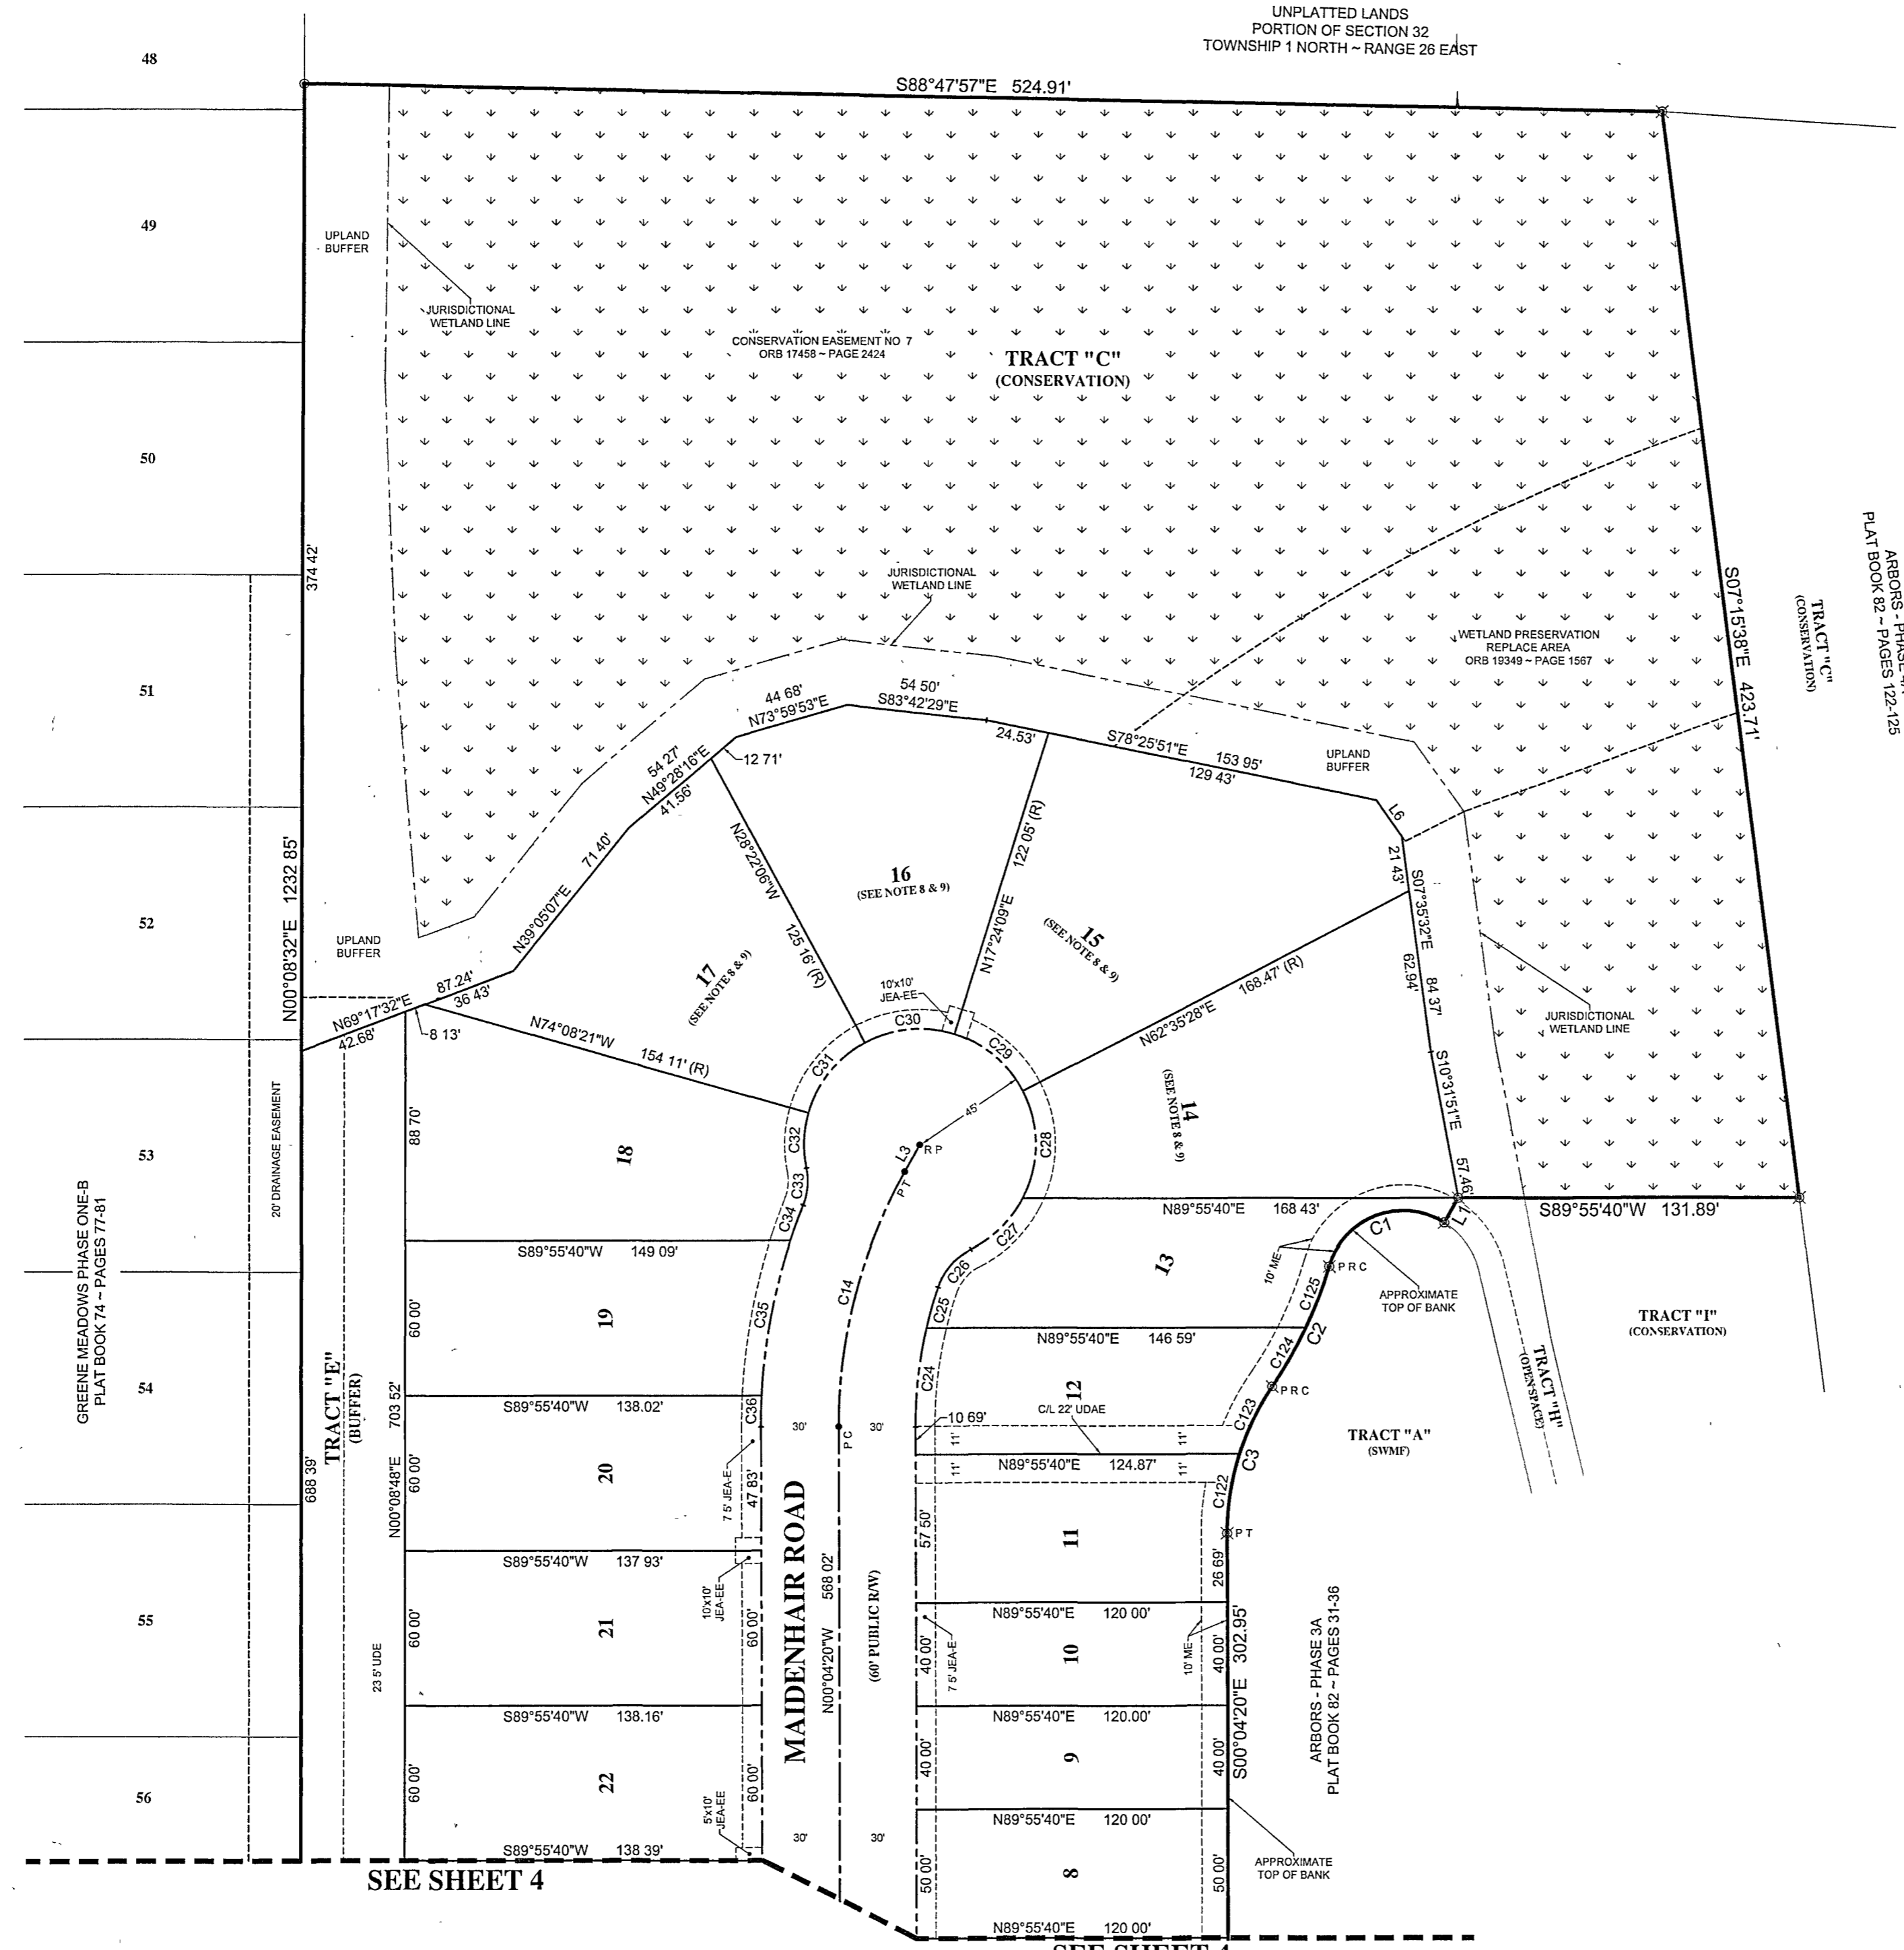 UNPLATTED LANDS
PORTION OF SECTION 32
TOWNSHIP 1 NORTH ~ RANGE 26 EAST
S88°47'57"E 524.91'
48
49
50
51
52
53
54
55
56
UPLAND
BUFFER
JURISDICTIONAL
WETLAND LINE
CONSERVATION EASEMENT NO 7
ORB 17458 ~ PAGE 2424
TRACT "C"
(CONSERVATION)
374 42'
N00°08'32"E 1232 85'
JURISDICTIONAL
WETLAND LINE
WETLAND PRESERVATION
REPLACE AREA
ORB 19349 ~ PAGE 1567
S07°15'38"E 423.71'
TRACT "C"
(CONSERVATION)
PLAT BOOK 82 ~ PAGES 122-125
44 68'
N73°59'53"E
54 50'
S83°42'29"E
24.53'
S78°25'51"E 153 95'
129 43'
UPLAND
BUFFER
54 27'
N49°28'16"E
41.56'
12 71'
71 40'
N39°05'07"E
N28°22'06"W
125 16' (R)
122 05' (R)
N17°24'09"E
16
(SEE NOTE 8 & 9)
15
(SEE NOTE 8 & 9)
17
(SEE NOTE 8 & 9)
14
(SEE NOTE 8 & 9)
L6
21 43'
S07°35'32"E 84 37'
62.94'
S10°31'51"E
57.46'
N62°35'28"E 168.47' (R)
JURISDICTIONAL
WETLAND LINE
UPLAND
BUFFER
87.24'
36 43'
N69°17'32"E
42.68'
8 13'
N74°08'21"W 154 11' (R)
10'x10'
JEA-EE
C30
C29
C31
C32
C28
45'
L3
RP
PT
C33
C34
C27
C26
C25
C24
C14
C35
C36
18
88 70'
20' DRAINAGE EASEMENT
GREENE MEADOWS PHASE ONE-B
PLAT BOOK 74 ~ PAGES 77-81
S89°55'40"W 149 09'
19
60 00'
S89°55'40"W 138.02'
TRACT "E"
(BUFFER)
688 39'
N00°08'48"E 703 52'
20
60 00'
7 5' JEA-E
47 83'
S89°55'40"W 137 93'
10'x10'
JEA-EE
21
60 00'
60 00'
23 5' UDE
S89°55'40"W 138.16'
22
60 00'
60 00'
5'x10'
JEA-EE
S89°55'40"W 138 39'
MAIDENHAIR ROAD
(60' PUBLIC R/W)
N00°04'20"W 568 02'
30'
30'
PC
30'
30'
N89°55'40"E 168 43'
S89°55'40"W 131.89'
13
10' ME
C1
L1
PRC
C125
C2
C124
PRC
APPROXIMATE
TOP OF BANK
N89°55'40"E 146 59'
12
C/L 22' UDAE
10 69'
11'
11'
11'
11'
N89°55'40"E 124.87'
C123
C3
C122
PT
TRACT "A"
(SWMF)
TRACT "H"
(OPEN SPACE)
TRACT "I"
(CONSERVATION)
11
57 50'
26 69'
N89°55'40"E 120 00'
10
40 00'
7 5' JEA-E
10' ME
40 00'
S00°04'20"E 302.95'
ARBORS - PHASE 3A
PLAT BOOK 82 ~ PAGES 31-36
N89°55'40"E 120.00'
9
40 00'
40 00'
N89°55'40"E 120 00'
8
50 00'
50 00'
APPROXIMATE
TOP OF BANK
N89°55'40"E 120 00'
SEE SHEET 4
SEE SHEET 4